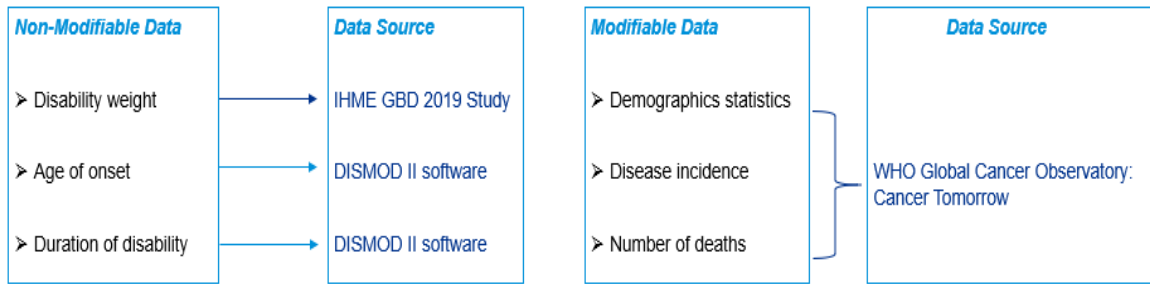 Non-Modifiable Data
➢ Disability weight
➢ Age of onset
➢ Duration of disability
Data Source
IHME GBD 2019 Study
DISMOD II software
DISMOD II software
Modifiable Data
➢ Demographics statistics
➢ Disease incidence
➢ Number of deaths
Data Source
WHO Global Cancer Observatory:
Cancer Tomorrow